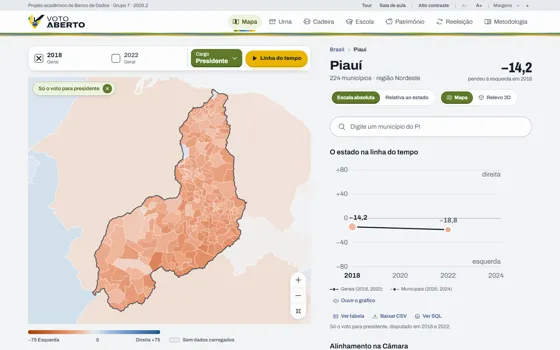 Projeto acadêmico de Banco de Dados · Grupo 7 · 2026.2
Tour Sala de aula Alto contraste A− A+ Margens − +
VOTO
ABERTO
Mapa Urna Cadeira Escola Patrimônio Reeleição Metodologia
2018
Geral
2022
Geral
Cargo
Presidente
Linha do tempo
Só o voto para presidente
−75 Esquerda 0 Direita +75 Sem dados carregados
Brasil › Piauí
Piauí
224 municípios · região Nordeste
−14,2
pendeu à esquerda em 2018
Escala absoluta Relativa ao estado Mapa Relevo 3D
Digite um município do PI
O estado na linha do tempo
+80
direita
+40
0
−14,2
−18,8
−40
−80
esquerda
2018 2020 2022 2024
Gerais (2018, 2022) Municipais (2020, 2024)
Ouvir o gráfico
Ver tabela Baixar CSV Ver SQL
Só o voto para presidente, disputado em 2018 e 2022.
Alinhamento na Câmara